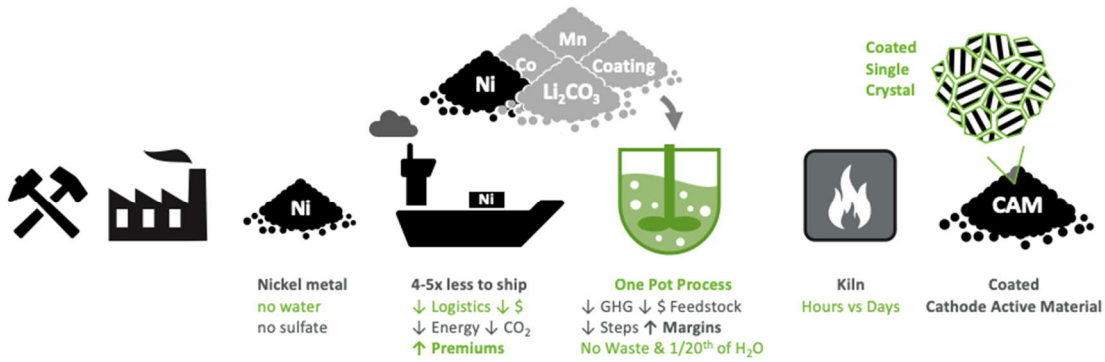 Mn
Co
Coating
Ni
Li₂CO₃
Coated
Single
Crystal
Ni
Ni
CAM
Nickel metal
no water
no sulfate
4-5x less to ship
↓ Logistics ↓ $
↓ Energy ↓ CO₂
↑ Premiums
One Pot Process
↓ GHG ↓ $ Feedstock
↓ Steps ↑ Margins
No Waste & 1/20ᵗʰ of H₂O
Kiln
Hours vs Days
Coated
Cathode Active Material